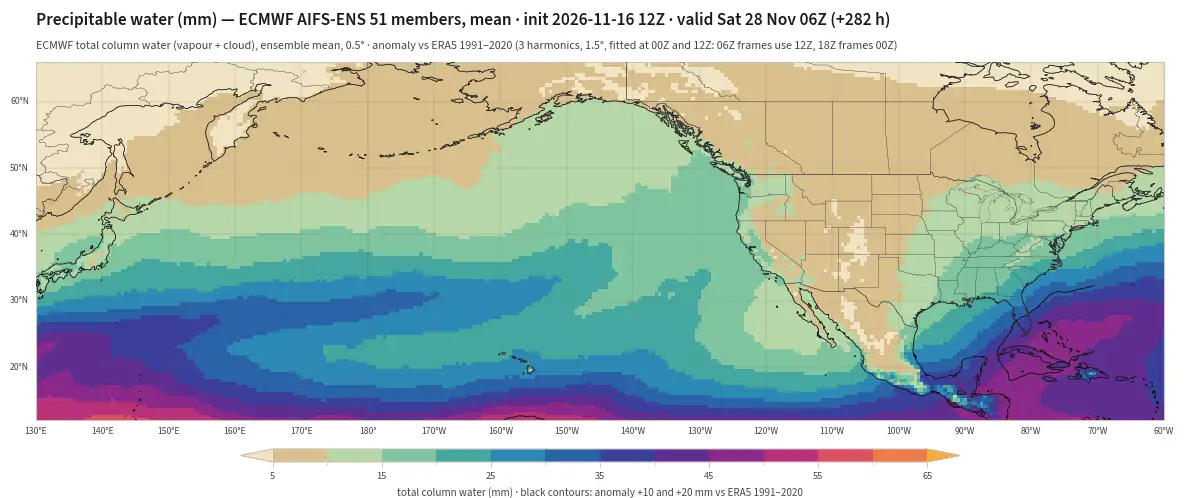 Precipitable water (mm) — ECMWF AIFS-ENS 51 members, mean · init 2026-11-16 12Z · valid Sat 28 Nov 06Z (+282 h)
ECMWF total column water (vapour + cloud), ensemble mean, 0.5° · anomaly vs ERA5 1991–2020 (3 harmonics, 1.5°, fitted at 00Z and 12Z: 06Z frames use 12Z, 18Z frames 00Z)
60°N
50°N
40°N
30°N
20°N
130°E 140°E 150°E 160°E 170°E 180° 170°W 160°W 150°W 140°W 130°W 120°W 110°W 100°W 90°W 80°W 70°W 60°W
5 15 25 35 45 55 65
total column water (mm) · black contours: anomaly +10 and +20 mm vs ERA5 1991–2020